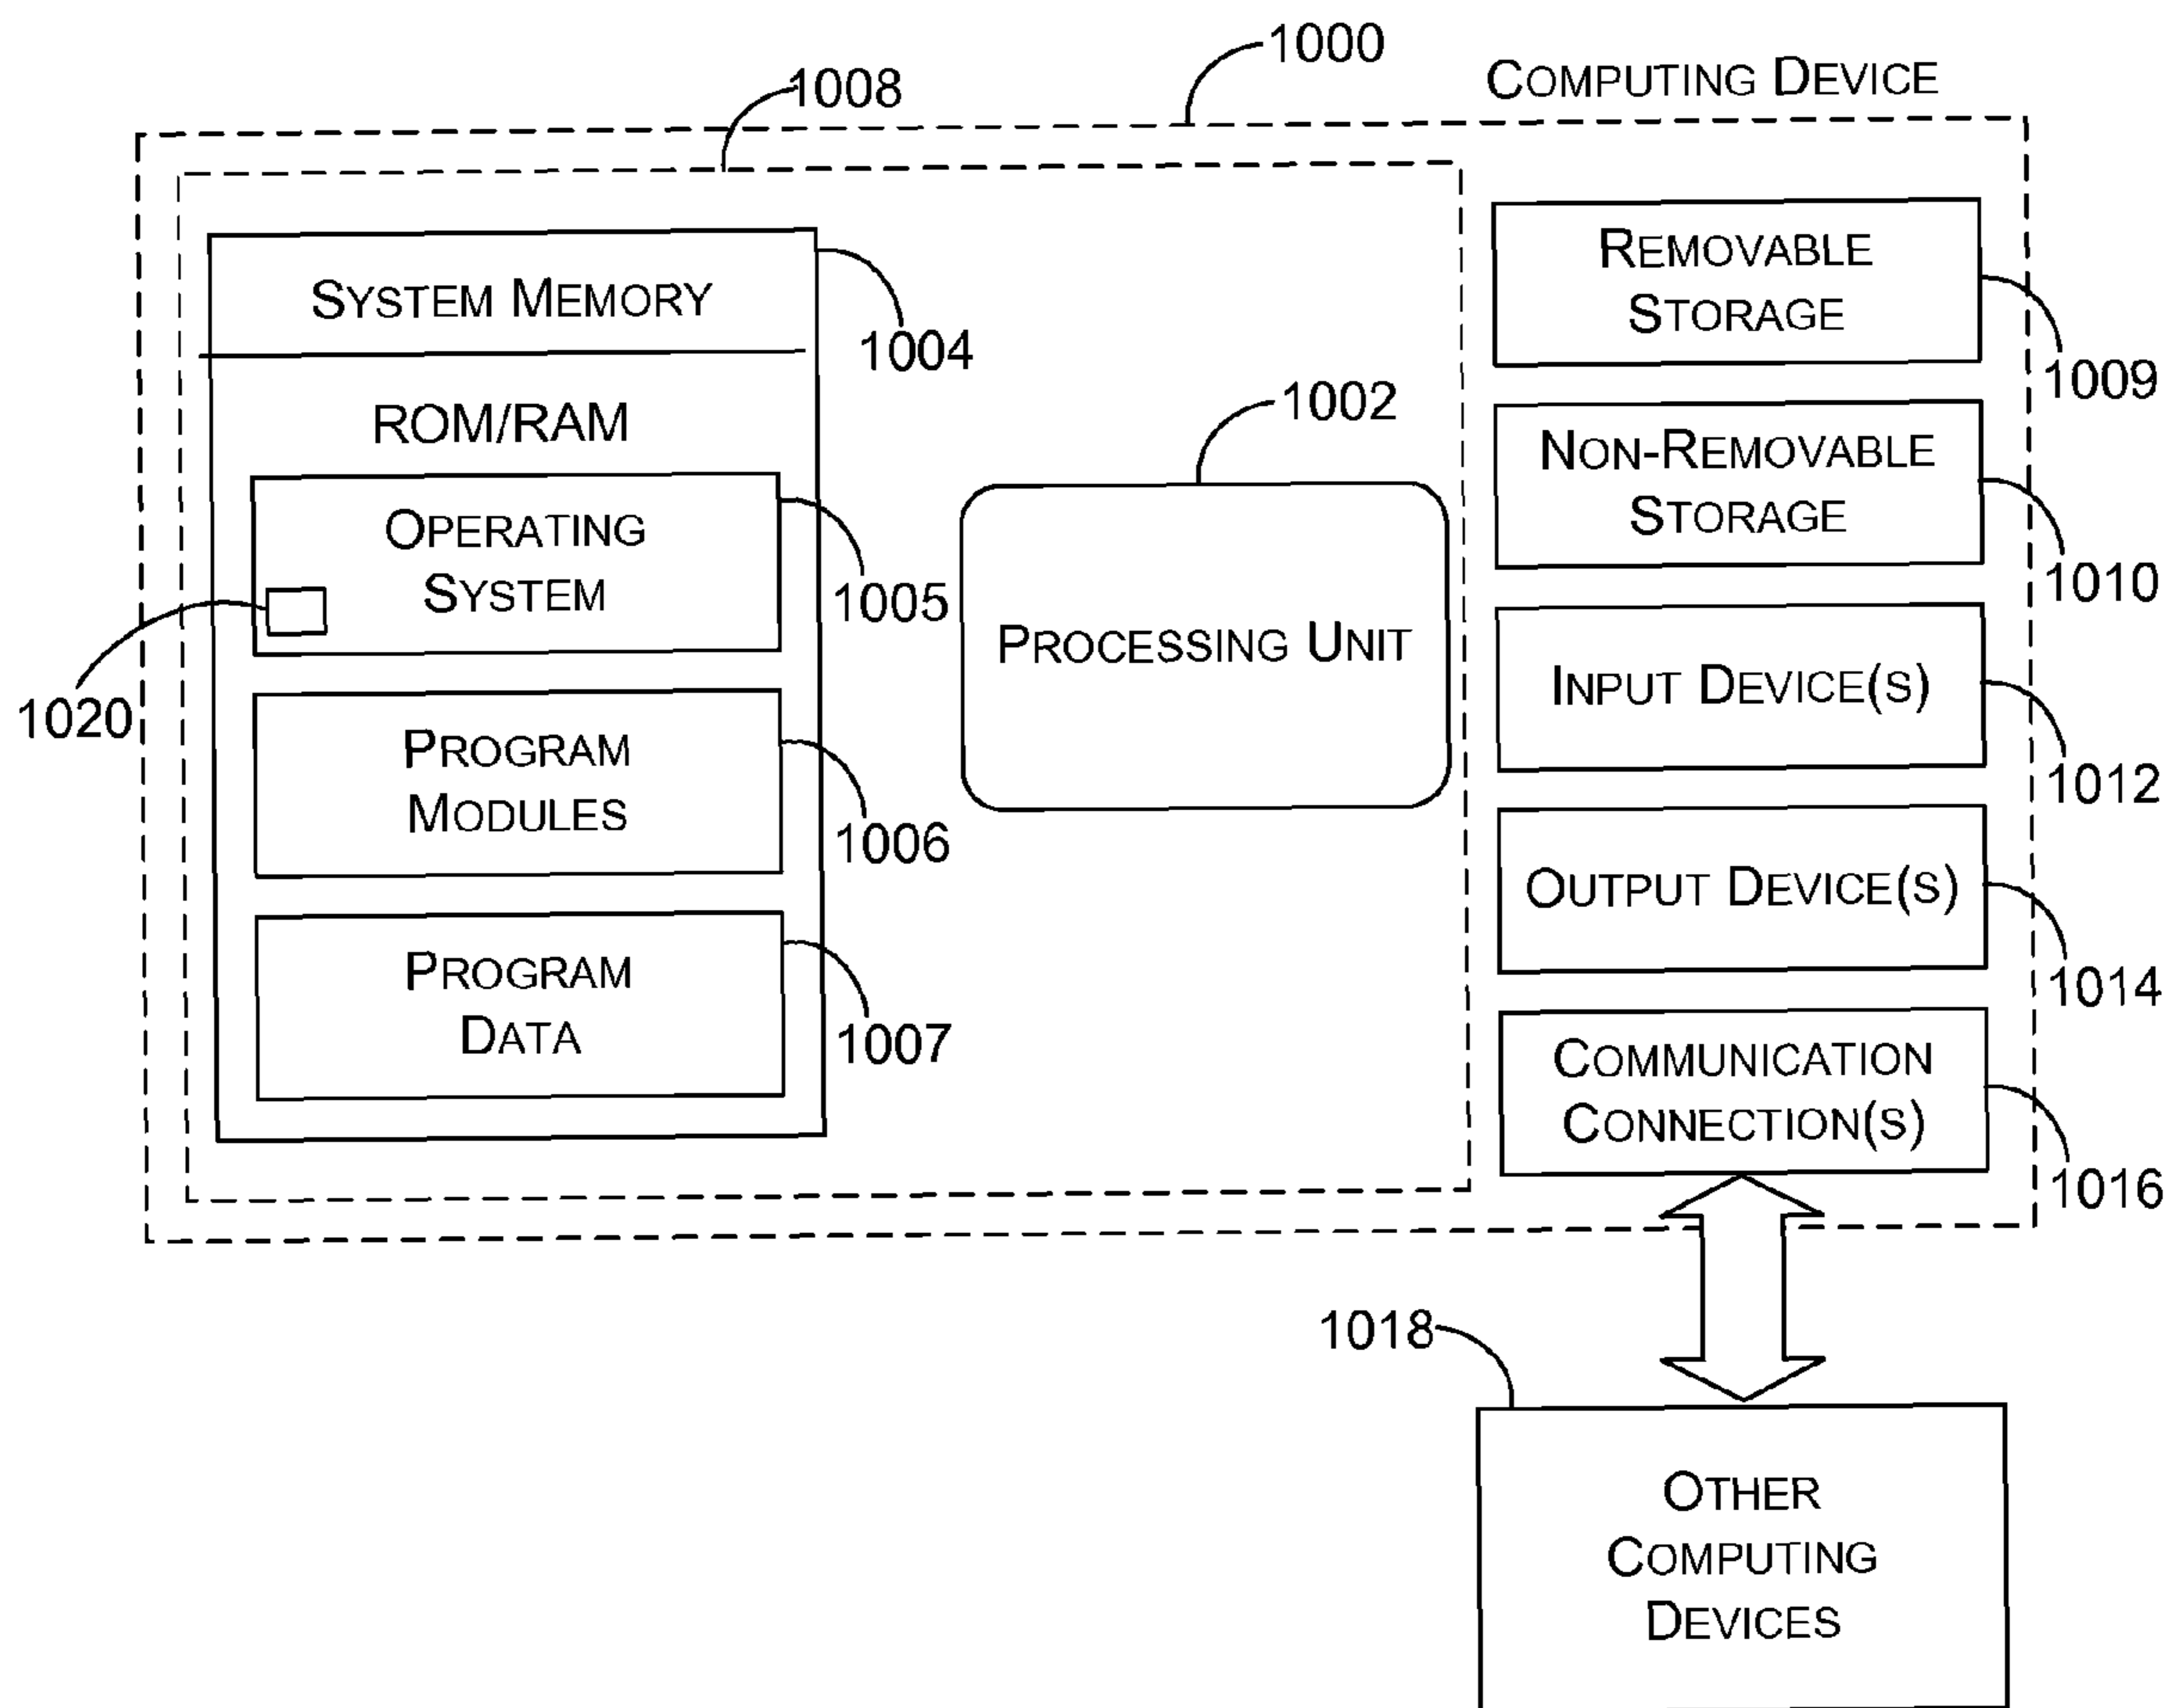 1000
COMPUTING DEVICE
1008
SYSTEM MEMORY
1004
ROM/RAM
OPERATING
SYSTEM
1005
1020
PROGRAM
MODULES
1006
PROGRAM
DATA
1007
1002
PROCESSING UNIT
REMOVABLE
STORAGE
1009
NON-REMOVABLE
STORAGE
1010
INPUT DEVICE(S)
1012
OUTPUT DEVICE(S)
1014
COMMUNICATION
CONNECTION(S)
1016
1018
OTHER
COMPUTING
DEVICES